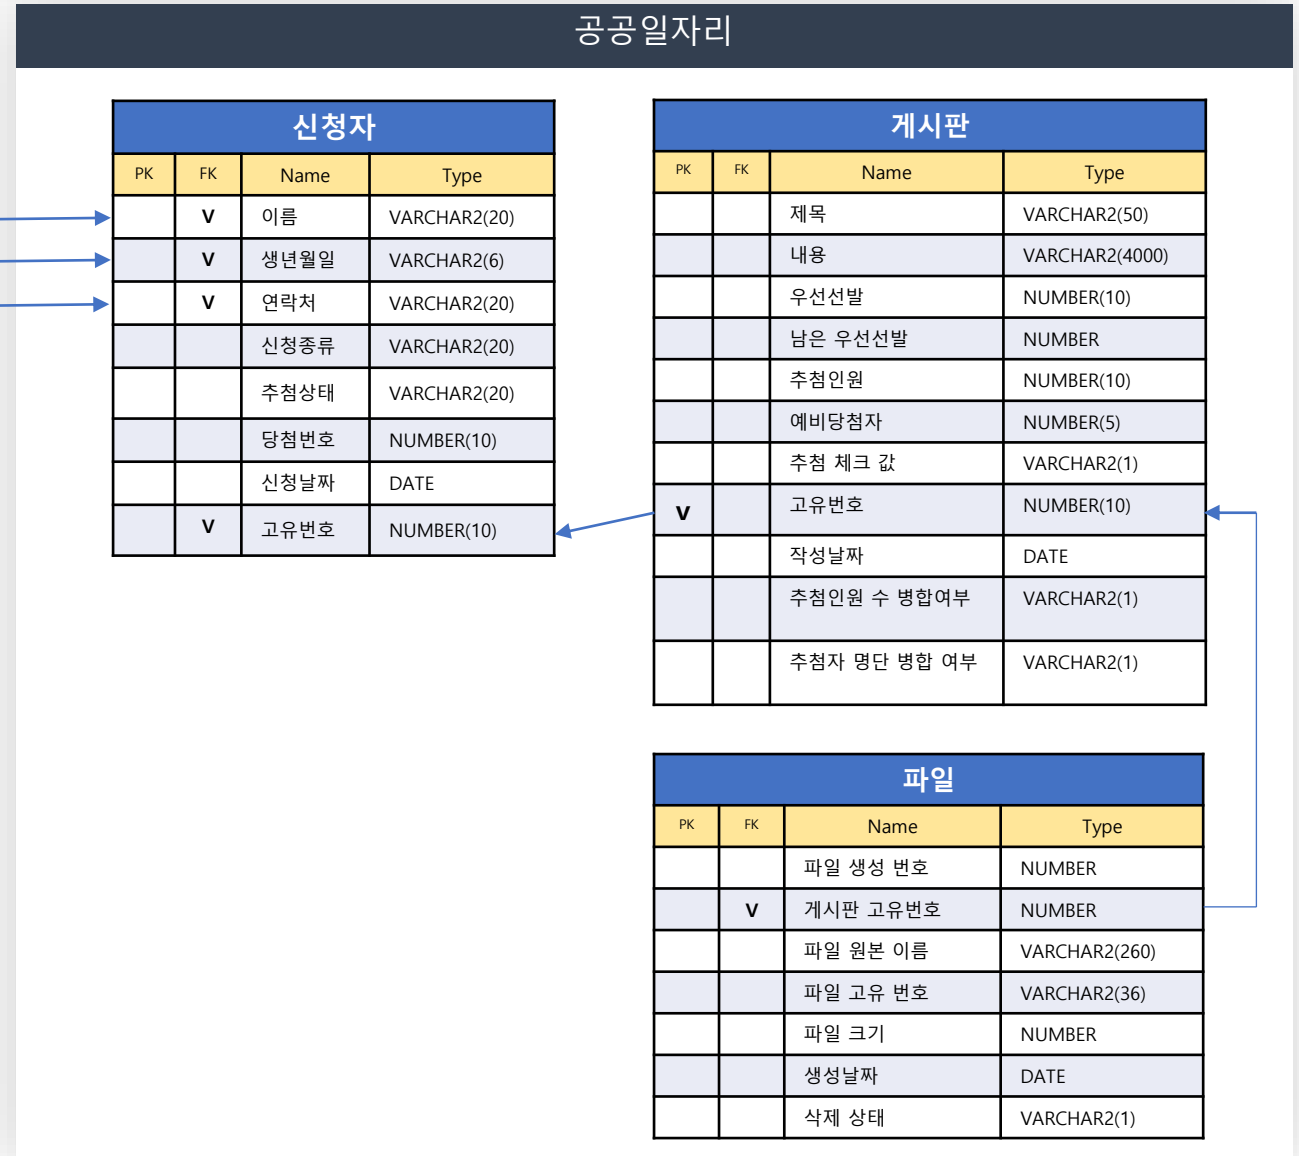 공공일자리
신청자
PK FK Name Type
V 이름 VARCHAR2(20)
V 생년월일 VARCHAR2(6)
V 연락처 VARCHAR2(20)
신청종류 VARCHAR2(20)
추첨상태 VARCHAR2(20)
당첨번호 NUMBER(10)
신청날짜 DATE
V 고유번호 NUMBER(10)
게시판
PK FK Name Type
제목 VARCHAR2(50)
내용 VARCHAR2(4000)
우선선발 NUMBER(10)
남은 우선선발 NUMBER
추첨인원 NUMBER(10)
예비당첨자 NUMBER(5)
추첨 체크 값 VARCHAR2(1)
V 고유번호 NUMBER(10)
작성날짜 DATE
추첨인원 수 병합여부 VARCHAR2(1)
추첨자 명단 병합 여부 VARCHAR2(1)
파일
PK FK Name Type
파일 생성 번호 NUMBER
V 게시판 고유번호 NUMBER
파일 원본 이름 VARCHAR2(260)
파일 고유 번호 VARCHAR2(36)
파일 크기 NUMBER
생성날짜 DATE
삭제 상태 VARCHAR2(1)